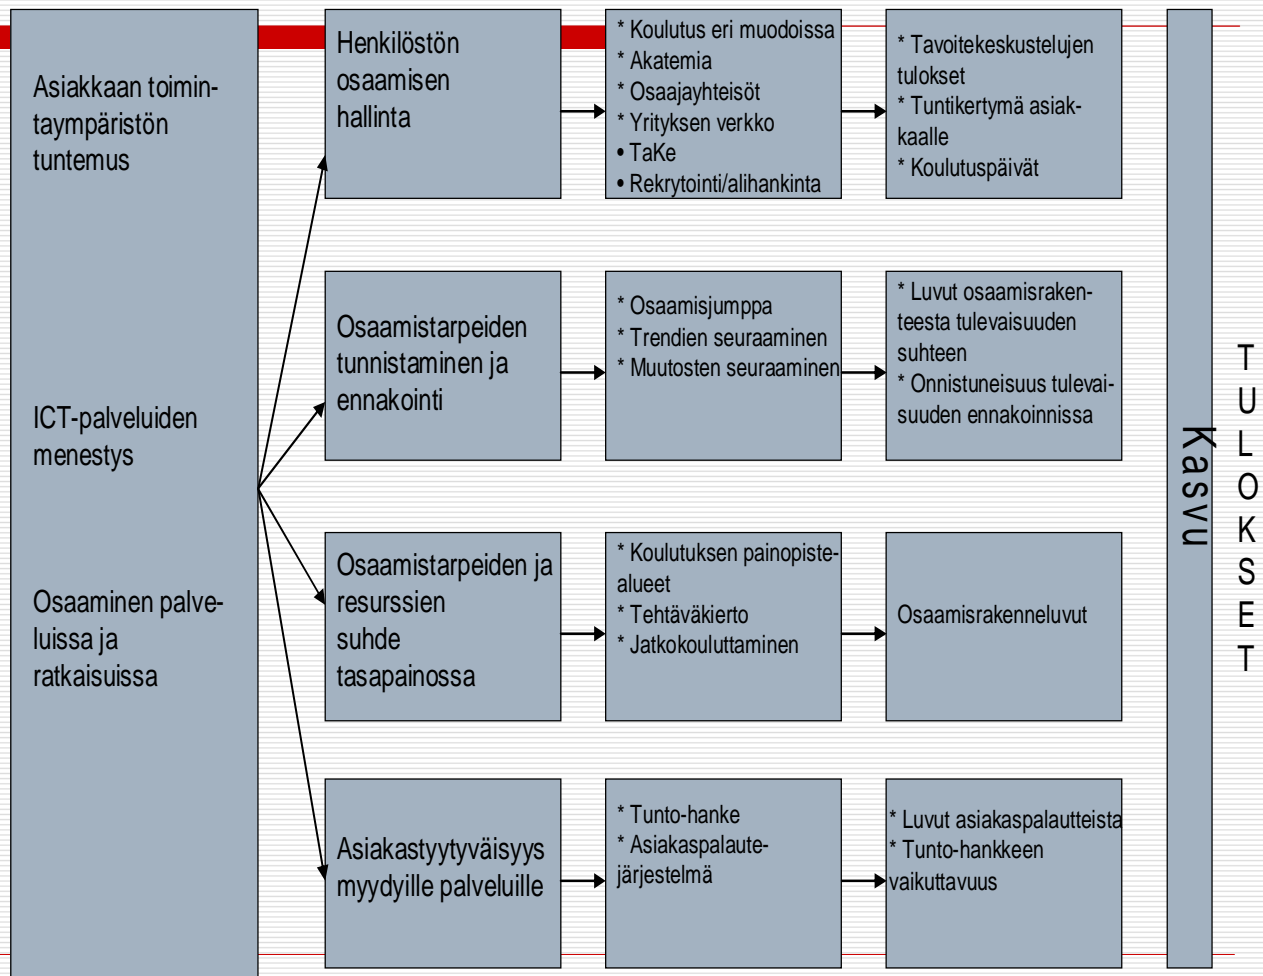 Asiakkaan toimin-
taympäristön
tuntemus
ICT-palveluiden
menestys
Osaaminen palve-
luissa ja
ratkaisuissa
Henkilöstön
osaamisen
hallinta
* Koulutus eri muodoissa
* Akatemia
* Osaajayhteisöt
* Yrityksen verkko
• TaKe
• Rekrytointi/alihankinta
* Tavoitekeskustelujen
tulokset
* Tuntikertymä asiak-
kaalle
* Koulutuspäivät
Osaamistarpeiden
tunnistaminen ja
ennakointi
* Osaamisjumppa
* Trendien seuraaminen
* Muutosten seuraaminen
* Luvut osaamisraken-
teesta tulevaisuuden
suhteen
* Onnistuneisuus tulevai-
suuden ennakoinnissa
Osaamistarpeiden ja
resurssien
suhde
tasapainossa
* Koulutuksen painopiste-
alueet
* Tehtäväkierto
* Jatkokouluttaminen
Osaamisrakenneluvut
Asiakastyytyväisyys
myydyille palveluille
* Tunto-hanke
* Asiakaspalaute-
järjestelmä
* Luvut asiakaspalautteista
* Tunto-hankkeen
vaikuttavuus
Kasvu
T
U
L
O
K
S
E
T